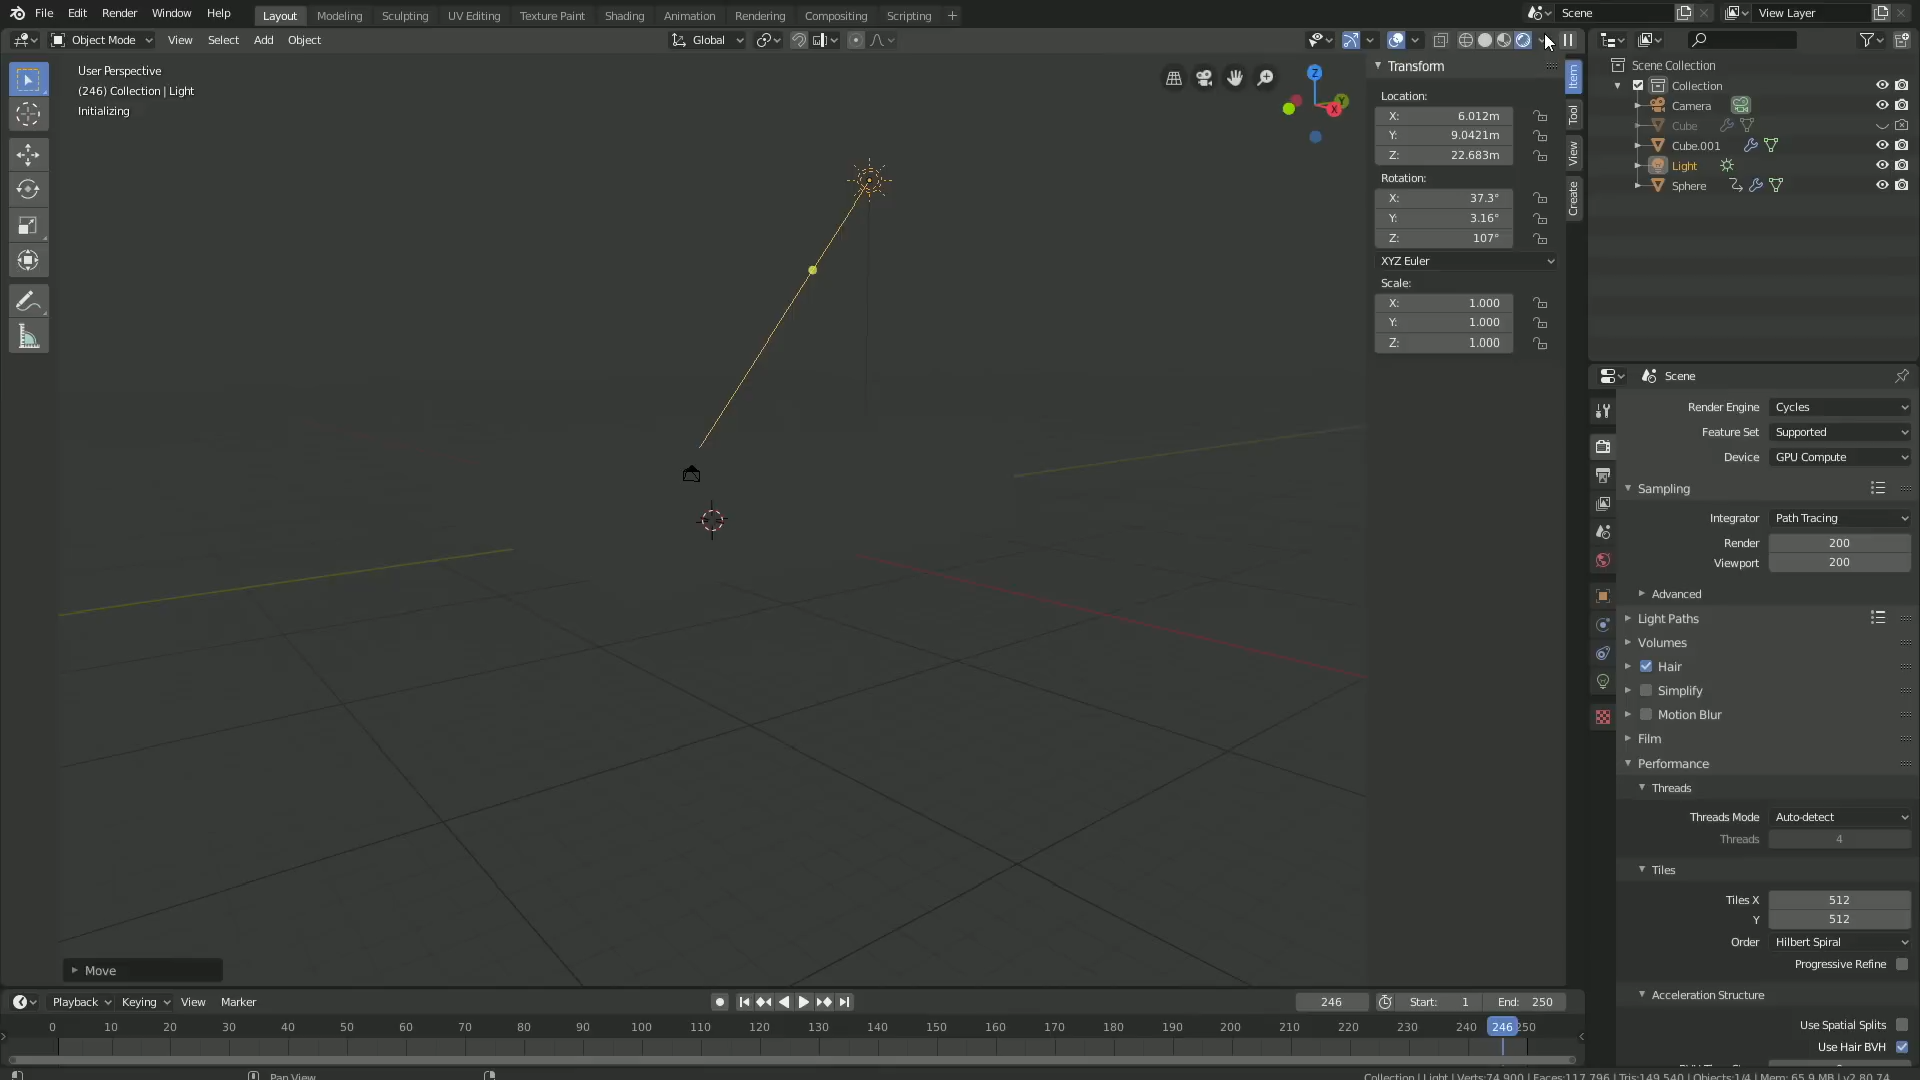 File Edit Render Window Help Layout Modeling Sculpting UV Editing Texture Paint Shading Animation Rendering Compositing Scripting + Scene View Layer
Object Mode View Select Add Object Global
User Perspective
(246) Collection | Light
Initializing
Z
Y
X
Transform
Location:
X: 6.012m
Y: 9.0421m
Z: 22.683m
Rotation:
X: 37.3°
Y: 3.16°
Z: 107°
XYZ Euler
Scale:
X: 1.000
Y: 1.000
Z: 1.000
Item
Tool
View
Create
Scene Collection
Collection
Camera
Cube
Cube.001
Light
Sphere
Scene
Render Engine Cycles
Feature Set Supported
Device GPU Compute
Sampling
Integrator Path Tracing
Render 200
Viewport 200
Advanced
Light Paths
Volumes
Hair
Simplify
Motion Blur
Film
Performance
Threads
Threads Mode Auto-detect
Threads 4
Tiles
Tiles X 512
Y 512
Order Hilbert Spiral
Progressive Refine
Acceleration Structure
Use Spatial Splits
Use Hair BVH
Move
Playback Keying View Marker 246 Start: 1 End: 250
0 10 20 30 40 50 60 70 80 90 100 110 120 130 140 150 160 170 180 190 200 210 220 230 240 246 250
Pan View
Collection | Light | Verts:74,900 | Faces:117,796 | Tris:149,540 | Objects:1/4 | Mem: 65.9 MB | v2.80.74